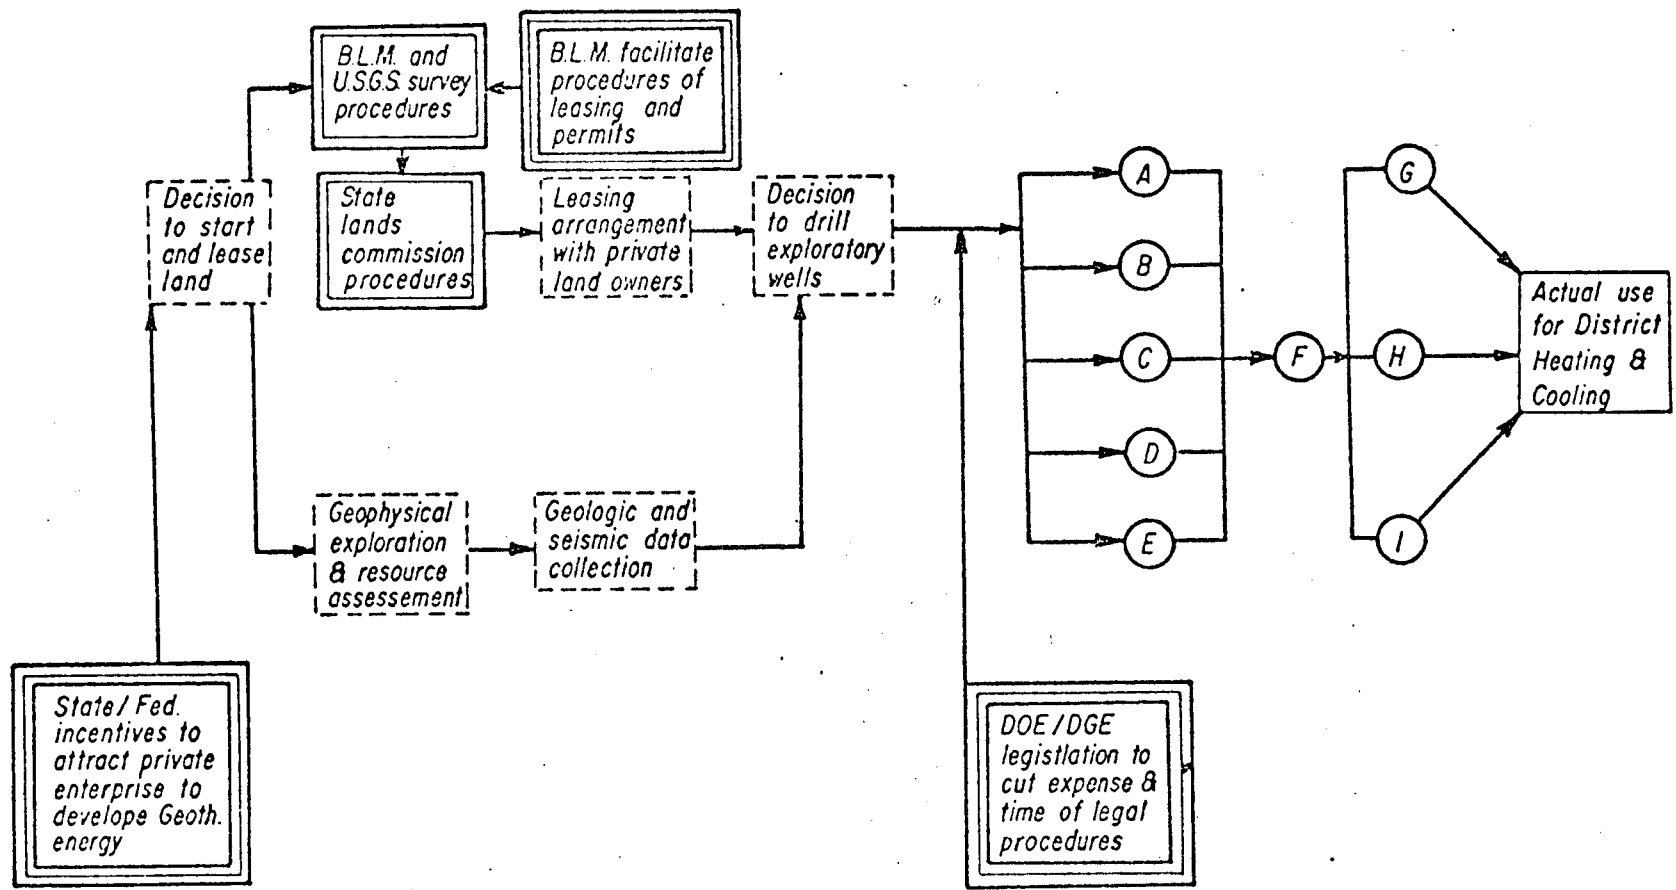 B.L.M. and
U.S.G.S. survey
procedures
B.L.M. facilitate
procedures of
leasing and
permits
Decision
to start
and lease
land
State
lands
commission
procedures
Leasing
arrangement
with private
land owners
Decision
to drill
exploratory
wells
A
B
C
D
E
F
G
H
I
Actual use
for District
Heating &
Cooling
Geophysical
exploration
& resource
assessement
Geologic and
seismic data
collection
State/Fed.
incentives to
attract private
enterprise to
develope Geoth.
energy
DOE/DGE
legistlation to
cut expense &
time of legal
procedures